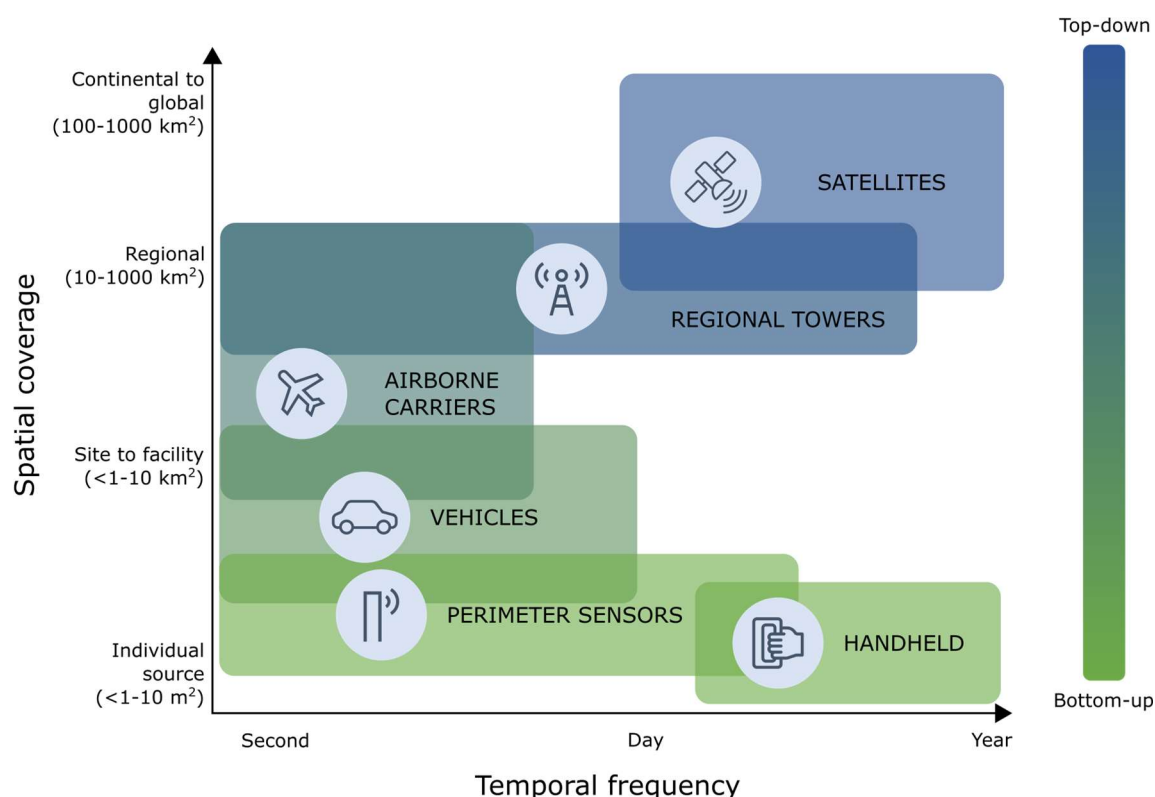 Top-down
Continental to
global
(100-1000 km²)
SATELLITES
Regional
(10-1000 km²)
REGIONAL TOWERS
AIRBORNE
CARRIERS
Spatial coverage
Site to facility
(<1-10 km²)
VEHICLES
PERIMETER SENSORS
HANDHELD
Individual
source
(<1-10 m²)
Bottom-up
Second
Day
Year
Temporal frequency